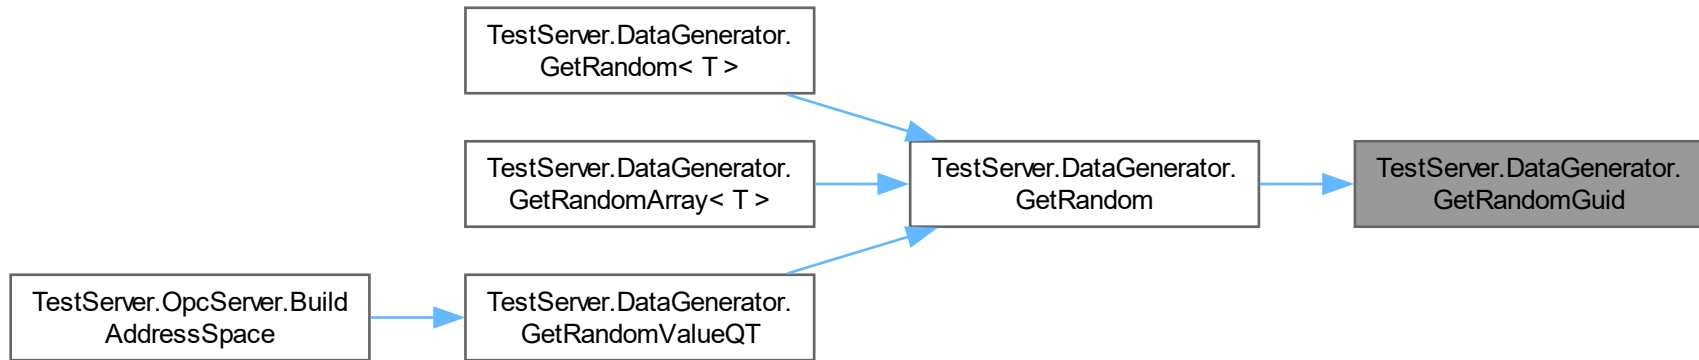 TestServer.DataGenerator.
GetRandom< T >
TestServer.DataGenerator.
GetRandomArray< T >
TestServer.DataGenerator.
GetRandom
TestServer.DataGenerator.
GetRandomGuid
TestServer.OpcServer.Build
AddressSpace
TestServer.DataGenerator.
GetRandomValueQT